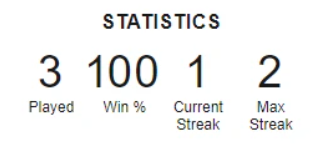 STATISTICS
3 100 1 2
Played Win % Current Max
Streak Streak